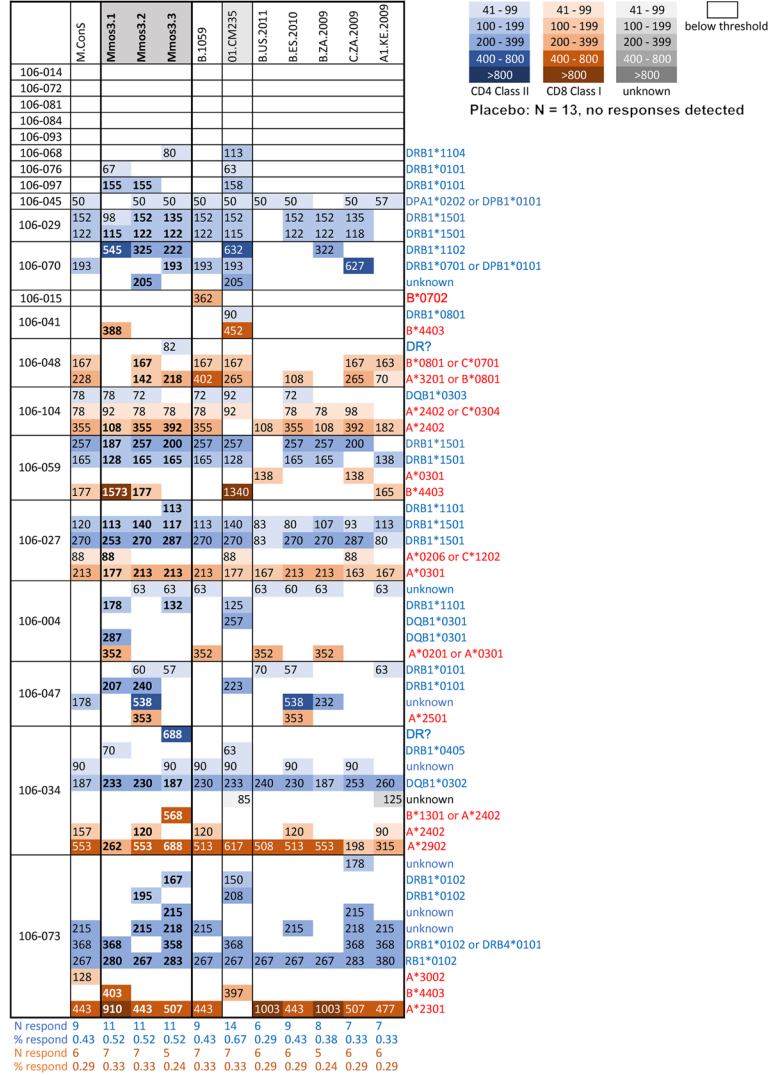 M.ConS Mmos3.1 Mmos3.2 Mmos3.3 B.1059 01.CM235 B.US.2011 B.ES.2010 B.ZA.2009 C.ZA.2009 A1.KE.2009
41 - 99 41 - 99 41 - 99
100 - 199 100 - 199 100 - 199 below threshold
200 - 399 200 - 399 200 - 399
400 - 800 400 - 800 400 - 800
>800 >800 >800
CD4 Class II CD8 Class I unknown
Placebo: N = 13, no responses detected
106-014
106-072
106-081
106-084
106-093
106-068 80 113 DRB1*1104
106-076 67 63 DRB1*0101
106-097 155 155 158 DRB1*0101
106-045 50 50 50 50 50 50 50 50 57 DPA1*0202 or DPB1*0101
106-029 152 98 152 135 152 152 152 152 135 DRB1*1501
122 115 122 122 122 115 122 122 118 DRB1*1501
106-070 545 325 222 632 322 DRB1*1102
193 193 193 193 627 DRB1*0701 or DPB1*0101
205 205 unknown
106-015 362 B*0702
106-041 90 DRB1*0801
388 452 B*4403
106-048 82 DR?
167 167 167 167 167 163 B*0801 or C*0701
228 142 218 402 265 108 265 70 A*3201 or B*0801
106-104 78 78 72 72 92 72 DQB1*0303
78 92 78 78 78 92 78 78 98 A*2402 or C*0304
355 108 355 392 355 108 355 108 392 182 A*2402
106-059 257 187 257 200 257 257 257 257 200 DRB1*1501
165 128 165 165 165 128 165 165 138 DRB1*1501
138 138 A*0301
177 1573 177 1340 165 B*4403
106-027 113 DRB1*1101
120 113 140 117 113 140 83 80 107 93 113 DRB1*1501
270 253 270 287 270 270 83 270 270 287 80 DRB1*1501
88 88 88 88 A*0206 or C*1202
213 177 213 213 213 177 167 213 213 163 167 A*0301
106-004 63 63 63 63 60 63 63 unknown
178 132 125 DRB1*1101
257 DQB1*0301
287 DQB1*0301
352 352 352 352 A*0201 or A*0301
106-047 60 57 70 57 63 DRB1*0101
207 240 223 DRB1*0101
178 538 538 232 unknown
353 353 A*2501
106-034 688 DR?
70 63 DRB1*0405
90 90 90 90 90 90 unknown
187 233 230 187 230 233 240 230 187 253 260 DQB1*0302
85 125 unknown
568 B*1301 or A*2402
157 120 120 120 90 A*2402
553 262 553 688 513 617 508 513 553 198 315 A*2902
106-073 178 unknown
167 150 DRB1*0102
195 208 DRB1*0102
215 215 unknown
215 215 218 215 215 218 215 unknown
368 368 358 368 368 368 DRB1*0102 or DRB4*0101
267 280 267 283 267 267 267 267 267 283 380 RB1*0102
128 A*3002
403 397 B*4403
443 910 443 507 443 1003 443 1003 507 477 A*2301
N respond 9 11 11 11 9 14 6 9 8 7 7
% respond 0.43 0.52 0.52 0.52 0.43 0.67 0.29 0.43 0.38 0.33 0.33
N respond 6 7 7 5 7 7 6 6 5 6 6
% respond 0.29 0.33 0.33 0.24 0.33 0.33 0.29 0.29 0.24 0.29 0.29